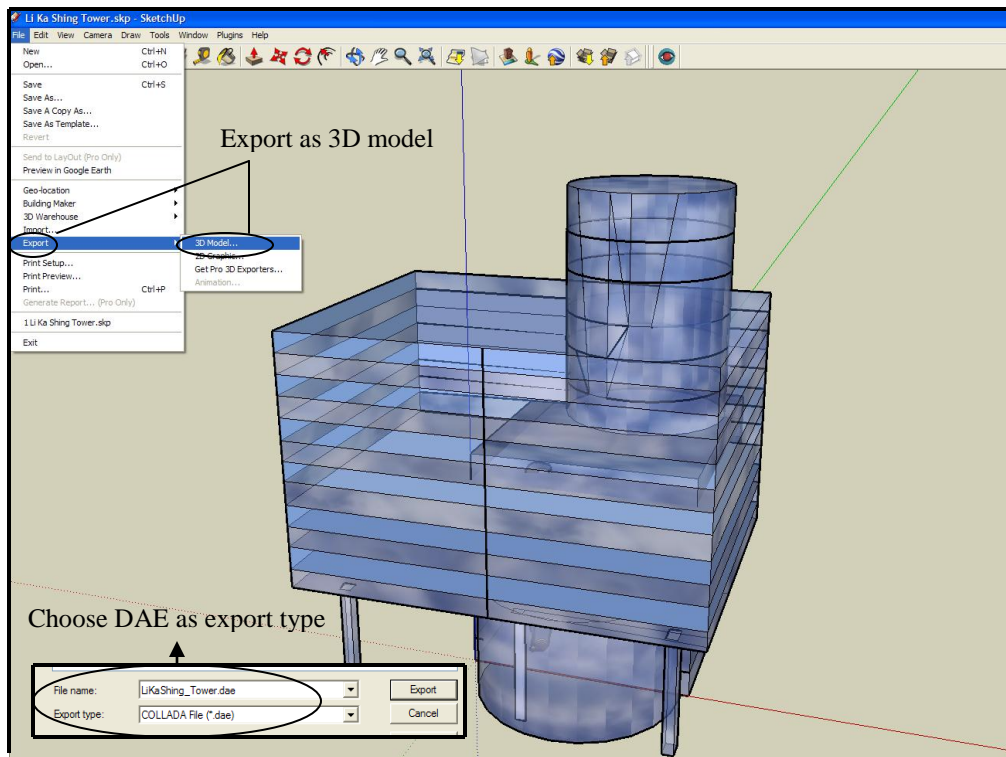 Li Ka Shing Tower.skp - SketchUp
File Edit View Camera Draw Tools Window Plugins Help
New Ctrl+N
Open... Ctrl+O
Save Ctrl+S
Save As...
Save A Copy As...
Save As Template...
Revert
Send to LayOut (Pro Only)
Preview in Google Earth
Geo-location
Building Maker
3D Warehouse
Import...
Export
Print Setup...
Print Preview...
Print... Ctrl+P
Generate Report... (Pro Only)
1 Li Ka Shing Tower.skp
Exit
Export as 3D model
3D Model...
2D Graphic...
Get Pro 3D Exporters...
Animation...
Choose DAE as export type
File name: LiKaShing_Tower.dae Export
Export type: COLLADA File (*.dae) Cancel